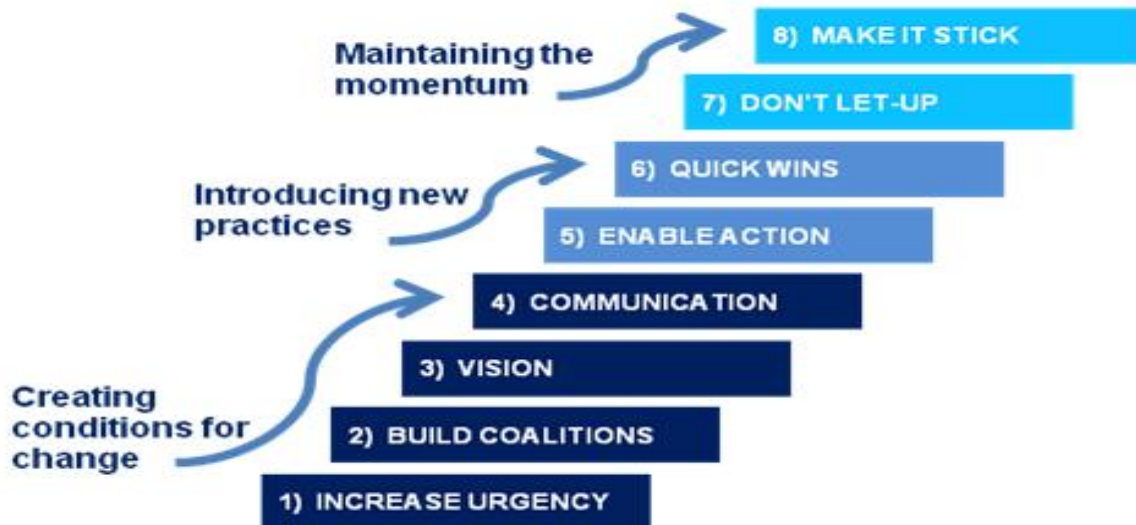 Maintaining the
momentum
8) MAKE IT STICK
7) DON'T LET-UP
Introducing new
practices
6) QUICK WINS
5) ENABLE ACTION
Creating
conditions for
change
4) COMMUNICATION
3) VISION
2) BUILD COALITIONS
1) INCREASE URGENCY